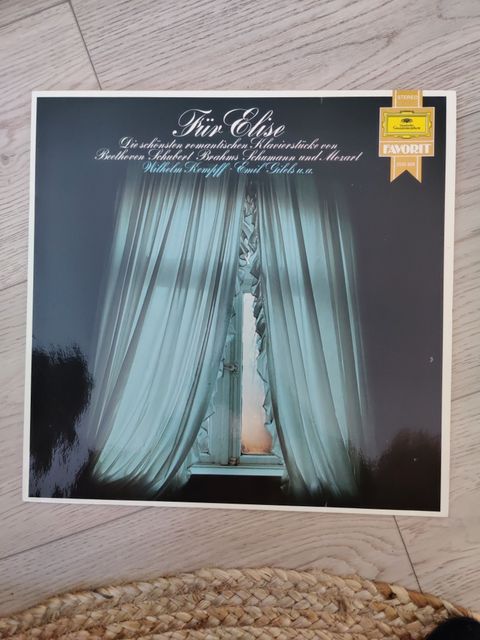 Für Elise
Die schönsten romantischen Klavierstücke von
Beethoven Schubert Brahms Schumann und Mozart
Wilhelm Kempff · Emil Gilels u.a.
STEREO
Deutsche
Grammophon
FAVORIT